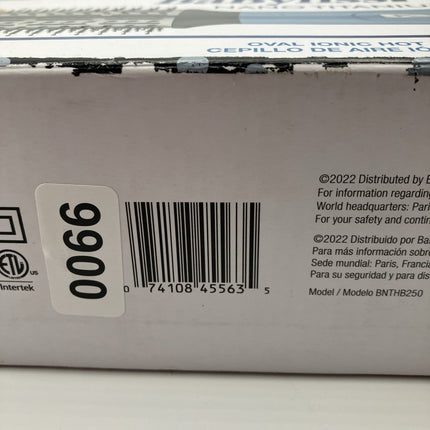 OVAL IONIC HOT
CEPILLO DE AIRE
0066
US
Intertek
0 74108 45563 5
©2022 Distributed by
For information regarding
World headquarters: Pari
For your safety and contin
©2022 Distribuido por Ba
Para más información sobre
Sede mundial: Paris, Francia
Para su seguridad y para dis
Model / Modelo BNTHB250